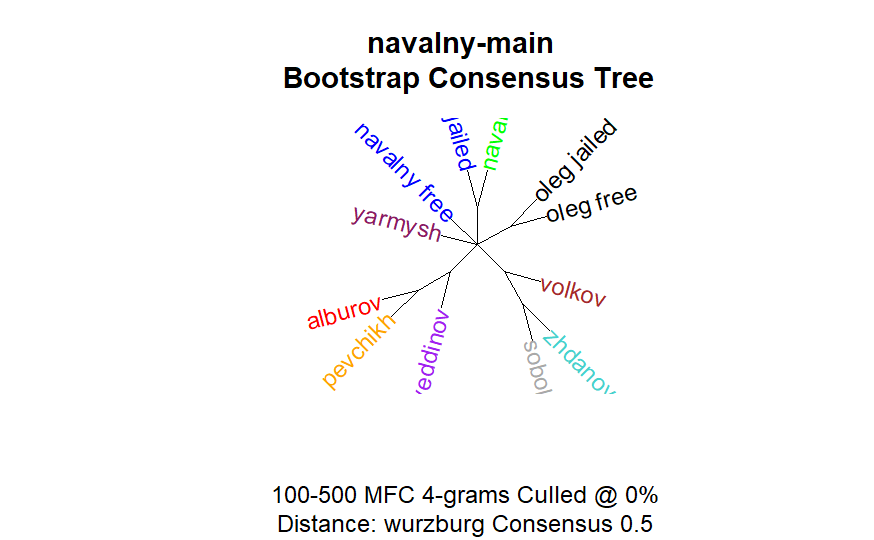 navalny-main
Bootstrap Consensus Tree
navalny free
jailed
oleg jailed
oleg free
yarmysh
volkov
alburov
pevchikh
zhdanov
sobol
100-500 MFC 4-grams Culled @ 0%
Distance: wurzburg Consensus 0.5